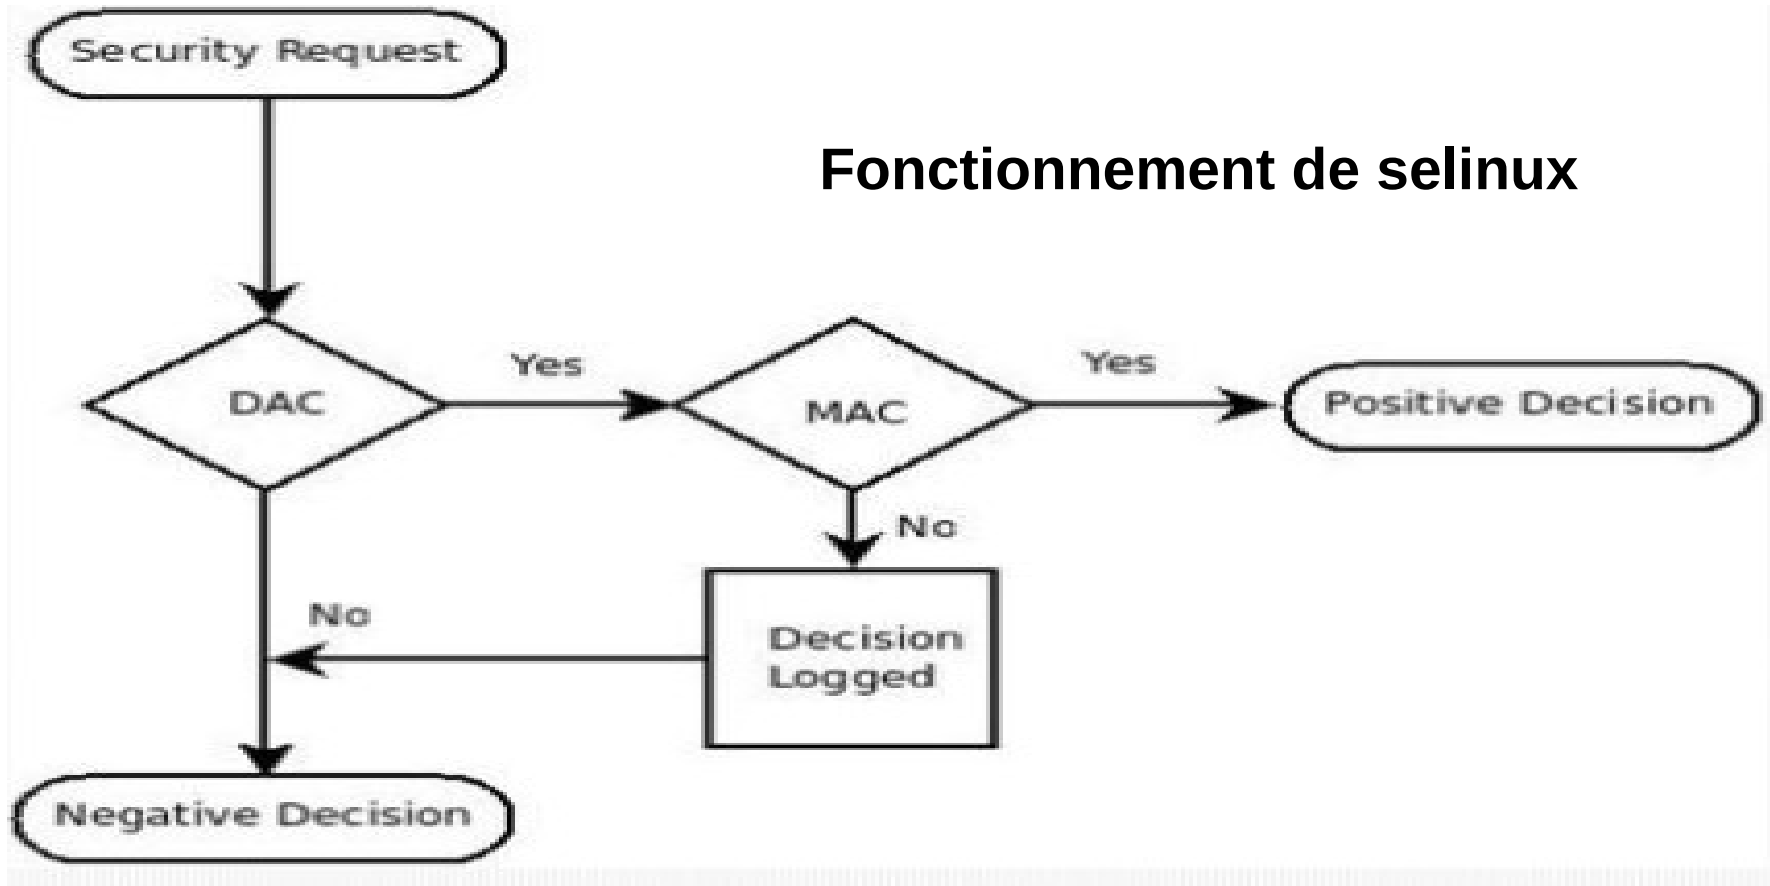 Security Request
Fonctionnement de selinux
DAC
Yes
MAC
Yes
Positive Decision
No
No
Decision
Logged
Negative Decision